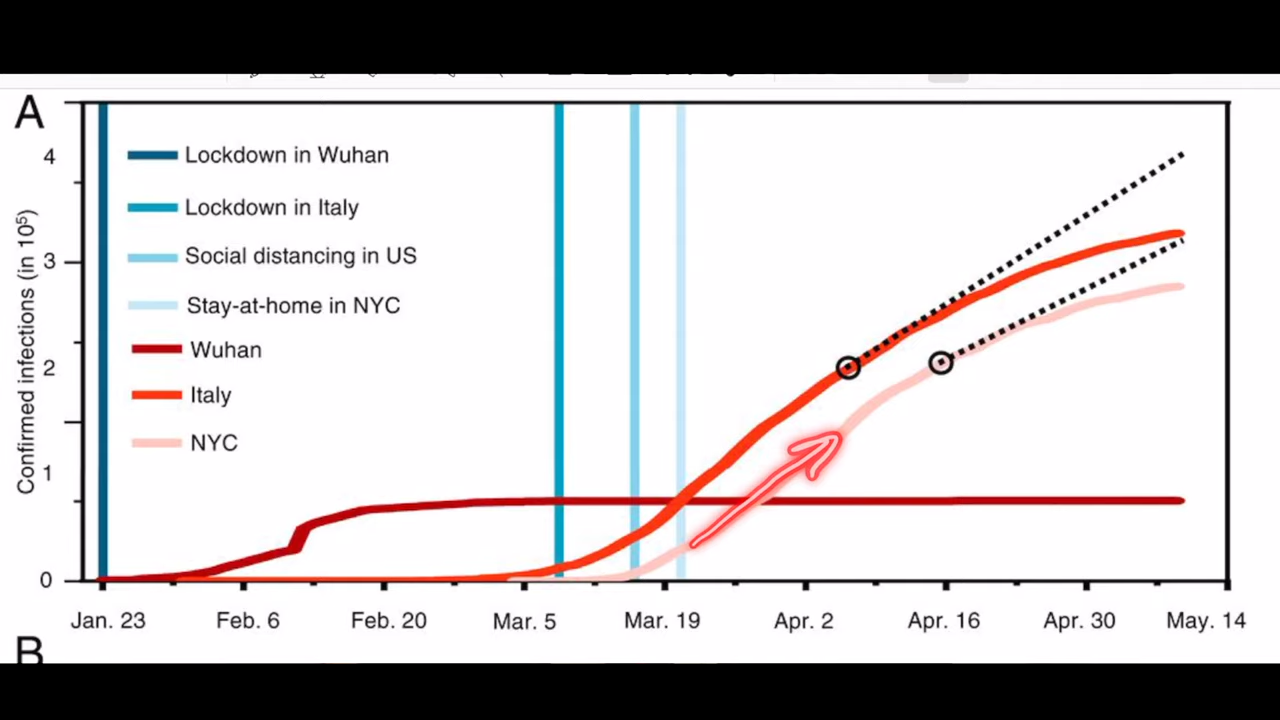 A
4
3
2
1
0
Confirmed infections (in 10⁵)
Lockdown in Wuhan
Lockdown in Italy
Social distancing in US
Stay-at-home in NYC
Wuhan
Italy
NYC
Jan. 23 Feb. 6 Feb. 20 Mar. 5 Mar. 19 Apr. 2 Apr. 16 Apr. 30 May. 14
B